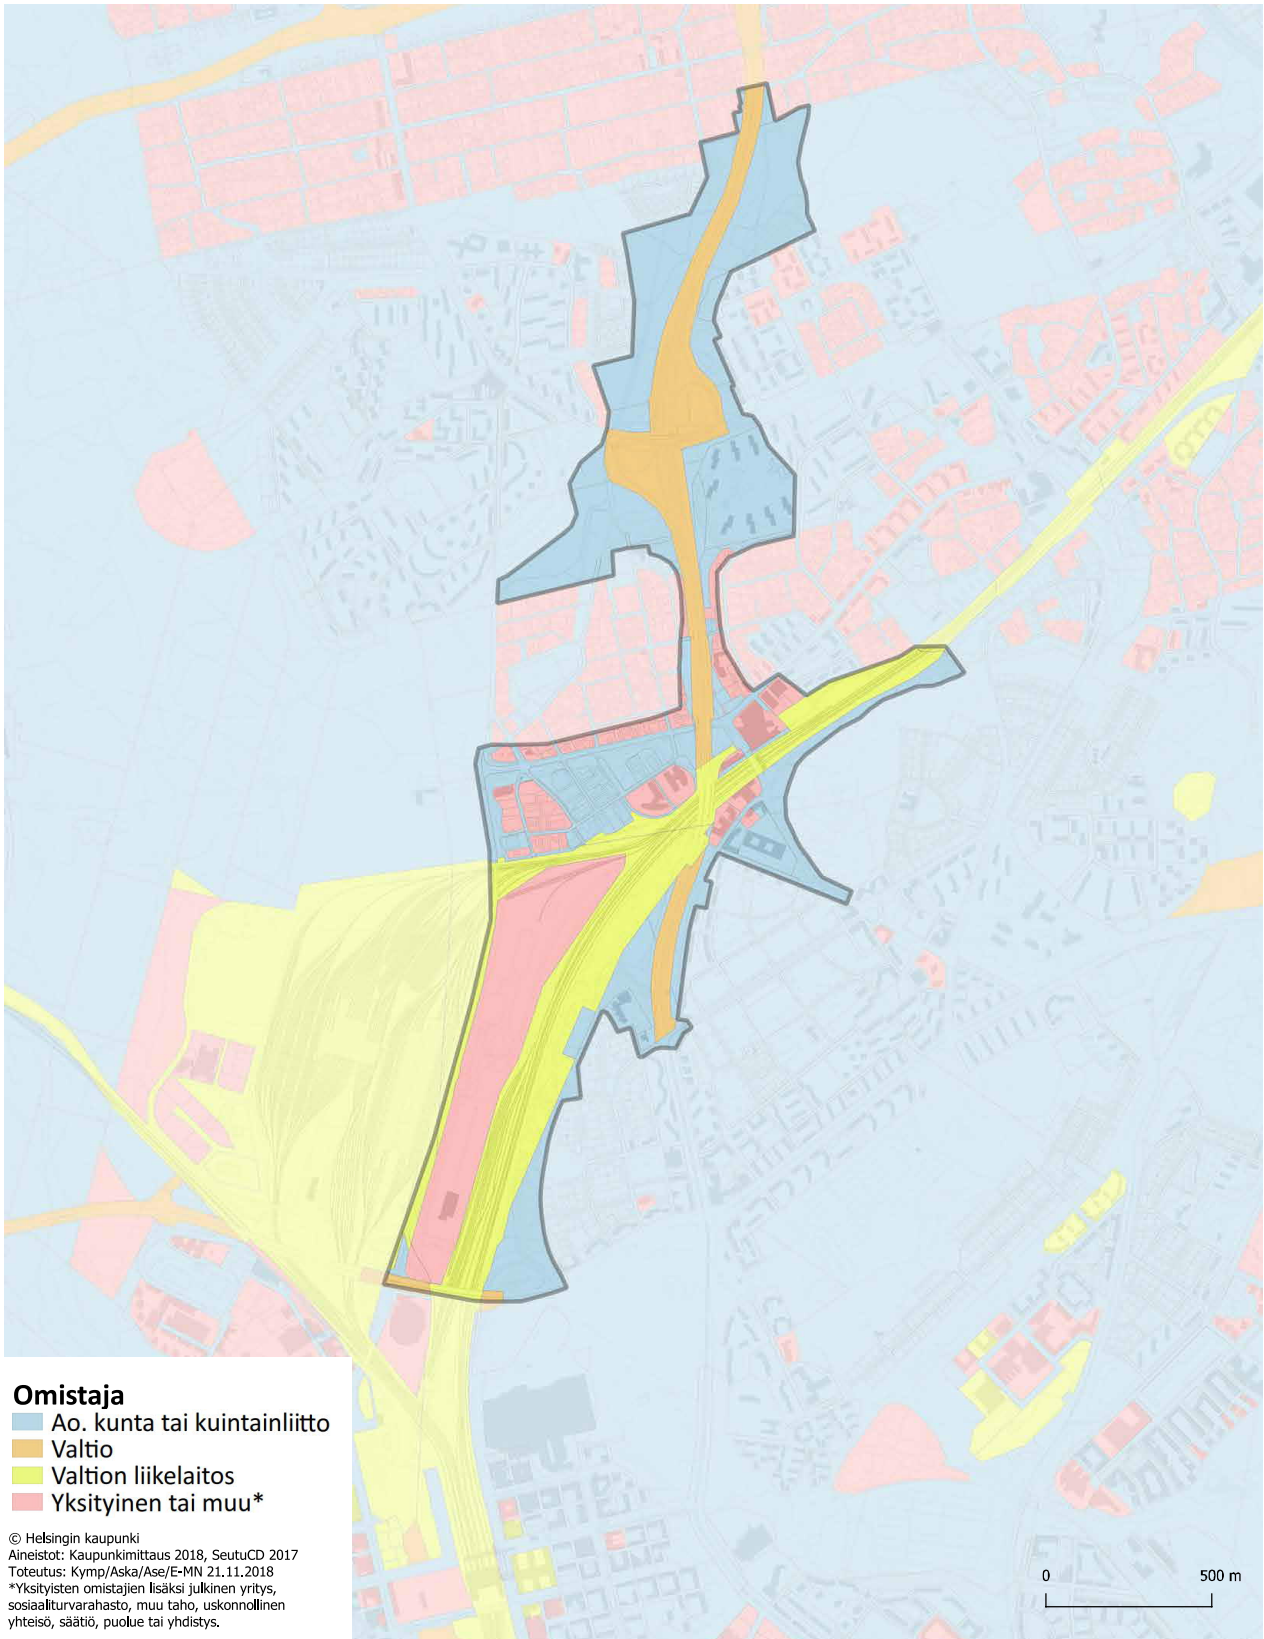 Omistaja
Ao. kunta tai kuintainliitto
Valtio
Valtion liikelaitos
Yksityinen tai muu*
© Helsingin kaupunki
Aineistot: Kaupunkimittaus 2018, SeutuCD 2017
Toteutus: Kymp/Aska/Ase/E-MN 21.11.2018
*Yksityisten omistajien lisäksi julkinen yritys,
sosiaaliturvarahasto, muu taho, uskonnollinen
yhteisö, säätiö, puolue tai yhdistys.
0 500 m